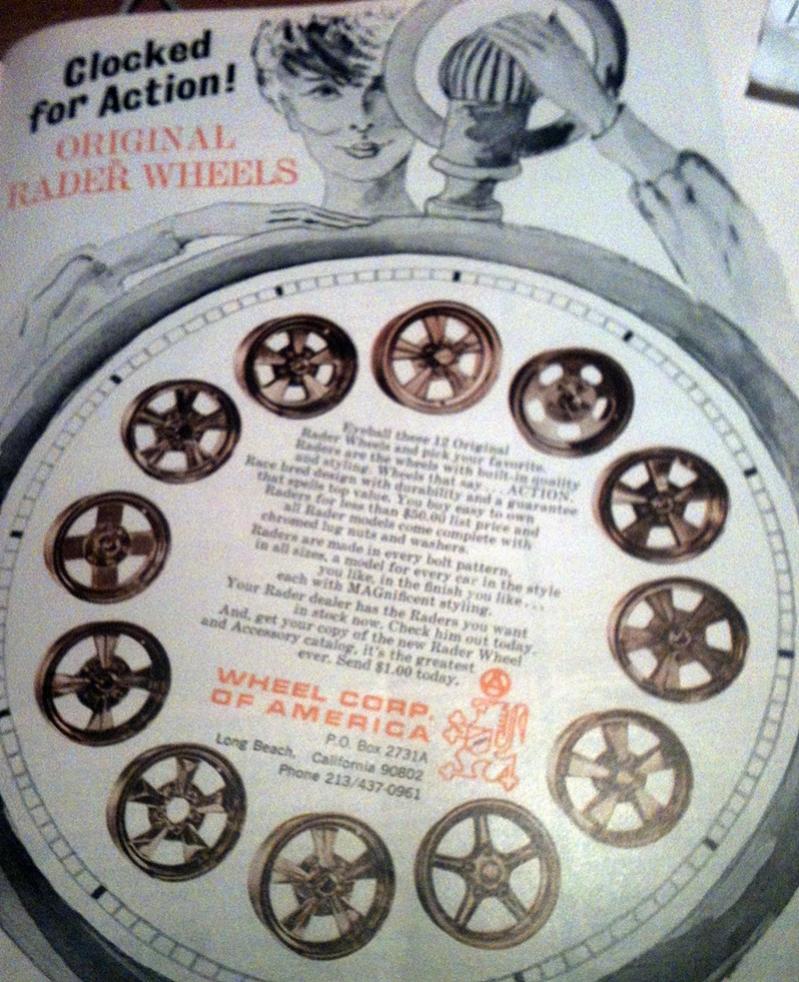 Clocked
for Action!
ORIGINAL
RADER WHEELS
Eyeball these 12 Original
Rader Wheels and pick your favorite.
Raders are the wheels with built-in quality
and styling. Wheels that say . . . ACTION.
Race bred design with durability and a guarantee
that spells top value. You buy easy to own
Raders for less than $50.00 list price and
all Rader models come complete with
chromed lug nuts and washers.
Raders are made in every bolt pattern,
in all sizes, a model for every car in the style
you like, in the finish you like . . .
each with MAGnificent styling.
Your Rader dealer has the Raders you want
in stock now. Check him out today.
And, get your copy of the new Rader Wheel
and Accessory catalog, it's the greatest
ever. Send $1.00 today.
WHEEL CORP.
OF AMERICA
P.O. Box 2731A
Long Beach, California 90802
Phone 213/437-0961